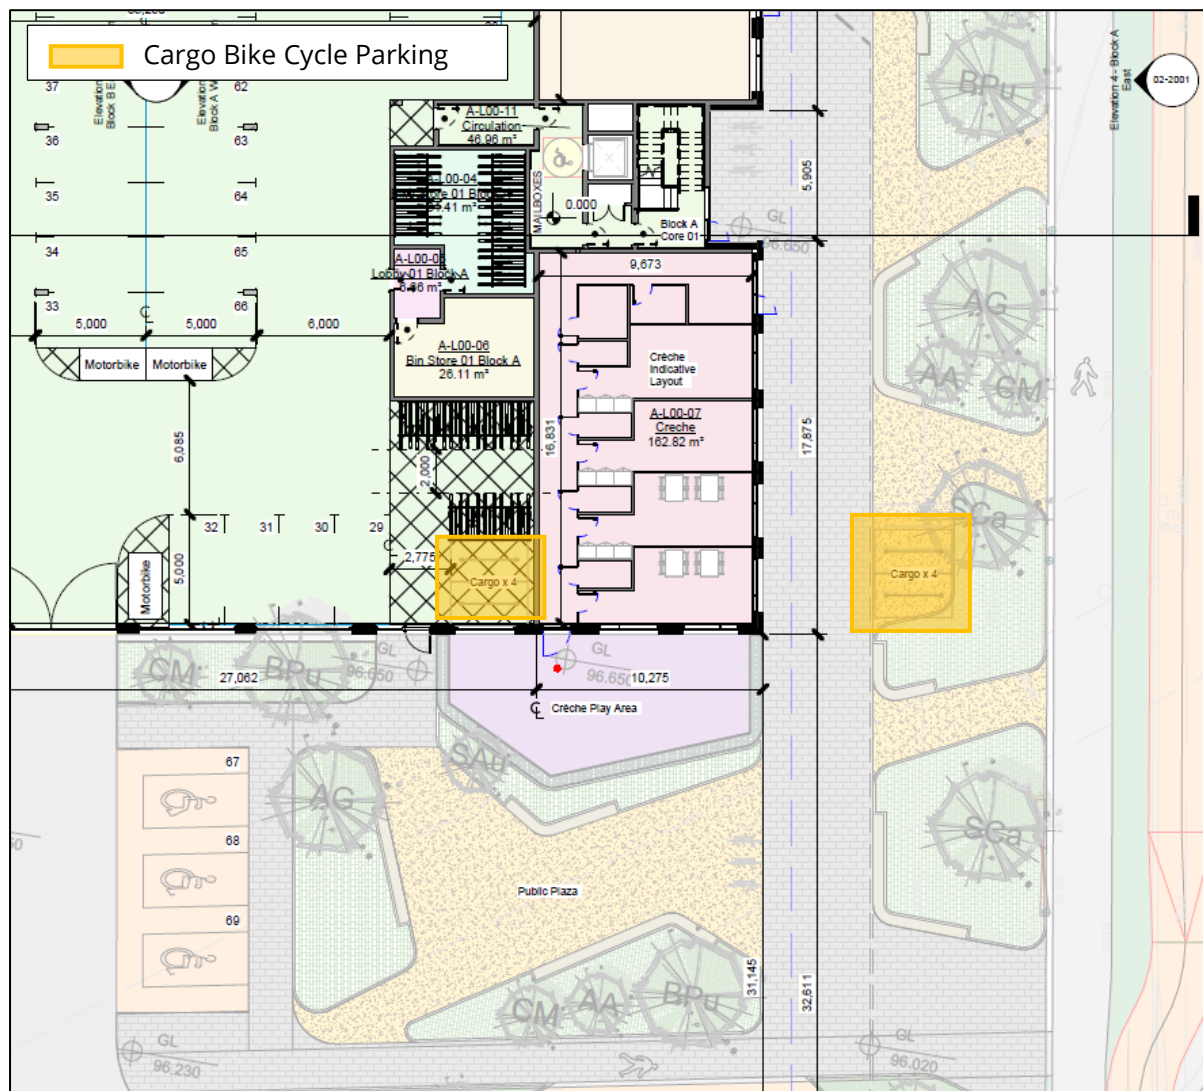 Cargo Bike Cycle Parking
37
62
Elevation
Block B E
Elevation
Block A W
36
63
35
64
34
65
33
66
5,000
5,000
6,000
Motorbike
Motorbike
6,085
32
31
30
29
5,000
Motorbike
A-L00-11
Circulation
46.96 m²
A-L00-04
MAILBOXES
0.000
Block A
Core 01
Lobby 01 Block A
A-L00-06
Bin Store 01 Block A
26.11 m²
9,673
Crèche
Indicative
Layout
A-L00-07
Creche
162.82 m²
16,831
2,000
2,775
Cargo x 4
5,905
GL
96.650
17,875
BPu
AG
AA
CM
SCa
Cargo x 4
SCa
Elevation 4 - Block A
East
02-2001
CM
BPu
27,062
GL
96.650
GL
96.650
10,275
Crèche Play Area
SAu
AG
67
68
69
Public Plaza
CM
AA
BPu
31,145
32,611
GL
96.230
GL
96.020